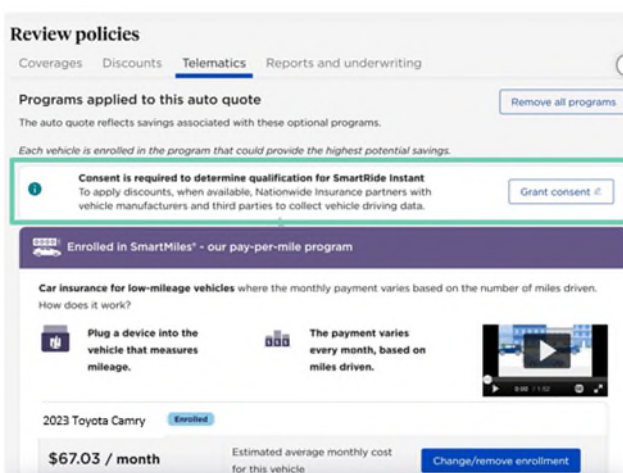 Review policies
Coverages Discounts Telematics Reports and underwriting
Programs applied to this auto quote
Remove all programs
The auto quote reflects savings associated with these optional programs.
Each vehicle is enrolled in the program that could provide the highest potential savings.
Consent is required to determine qualification for SmartRide Instant
To apply discounts, when available, Nationwide Insurance partners with
vehicle manufacturers and third parties to collect vehicle driving data.
Grant consent
Enrolled in SmartMiles® - our pay-per-mile program
Car insurance for low-mileage vehicles where the monthly payment varies based on the number of miles driven.
How does it work?
Plug a device into the
vehicle that measures
mileage.
The payment varies
every month, based on
miles driven.
0:00 / 1:52
2023 Toyota Camry Enrolled
$67.03 / month
Estimated average monthly cost
for this vehicle
Change/remove enrollment